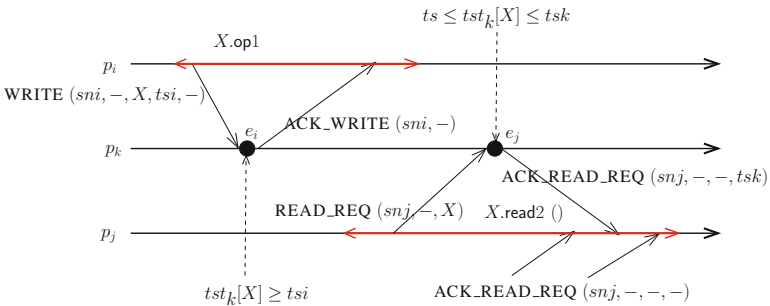 ts ≤ tst_k[X] ≤ tsk
X.op1
p_i
WRITE (sni, −, X, tsi, −)
ACK_WRITE (sni, −)
e_i
e_j
p_k
ACK_READ_REQ (snj, −, −, tsk)
READ_REQ (snj, −, X)
X.read2 ()
p_j
tst_k[X] ≥ tsi
ACK_READ_REQ (snj, −, −, −)